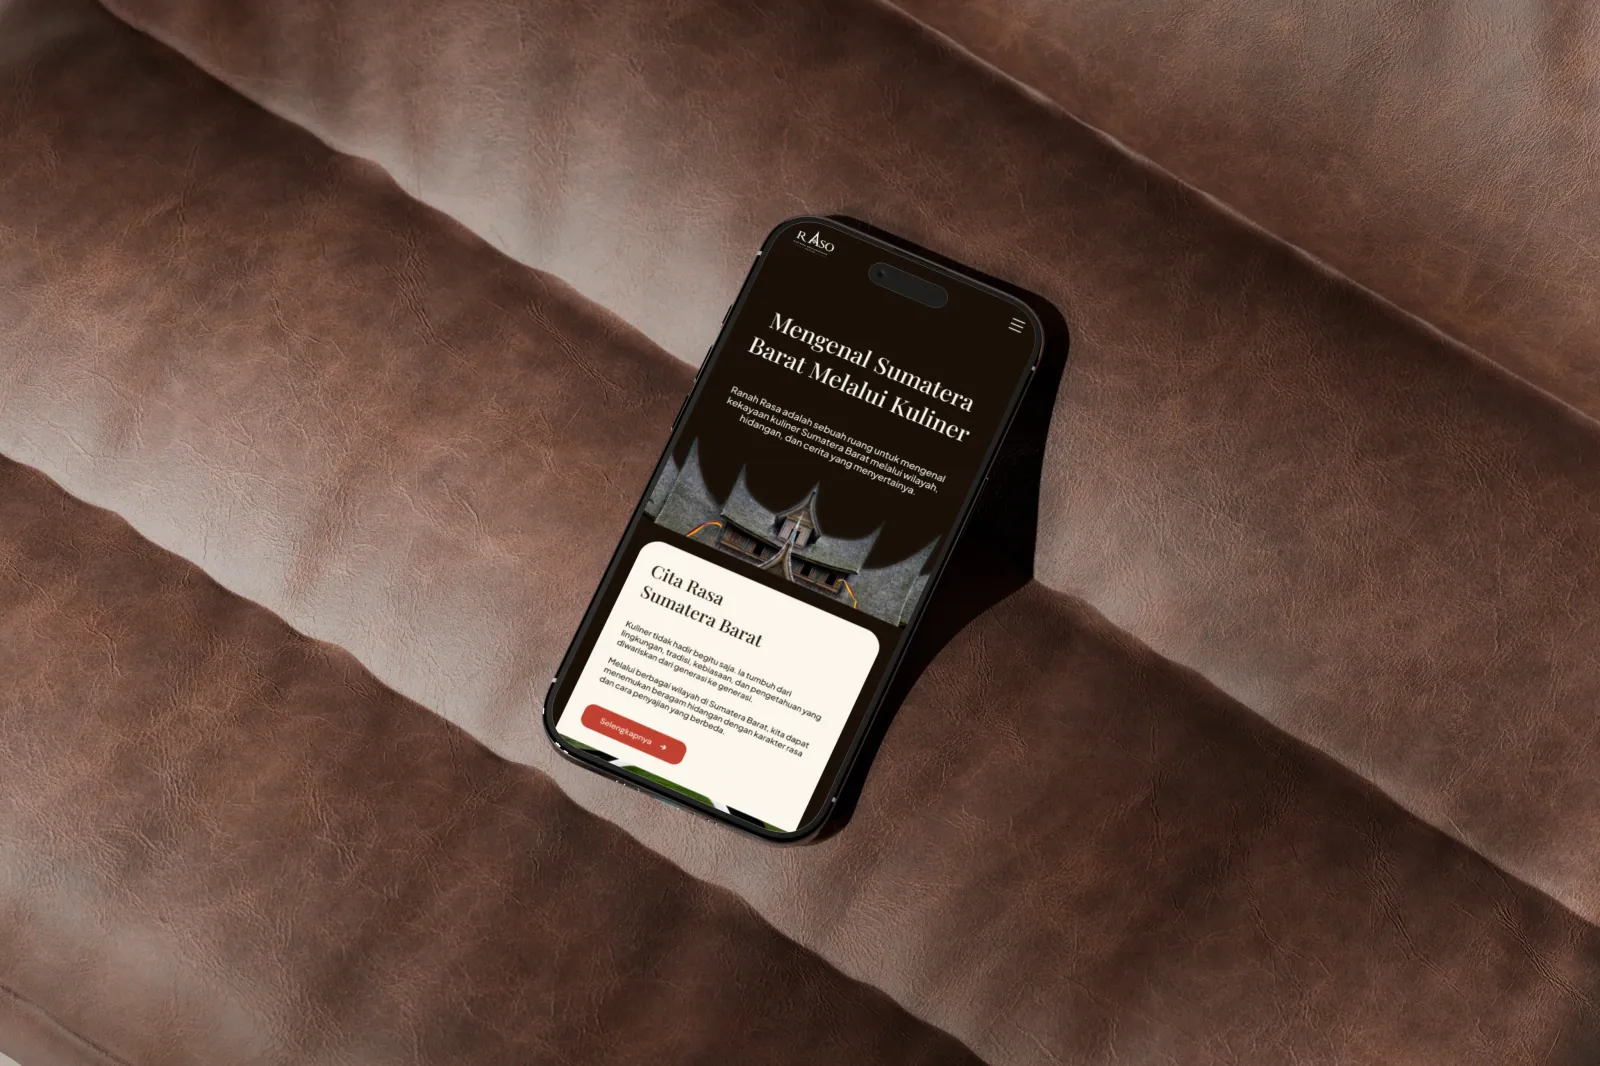 RASO
Mengenal Sumatera
Barat Melalui Kuliner
Ranah Rasa adalah sebuah ruang untuk mengenal
kekayaan kuliner Sumatera Barat melalui wilayah,
hidangan, dan cerita yang menyertainya.
Cita Rasa
Sumatera Barat
Kuliner tidak hadir begitu saja. Ia tumbuh dari
lingkungan, tradisi, kebiasaan, dan pengetahuan yang
diwariskan dari generasi ke generasi.
Melalui berbagai wilayah di Sumatera Barat, kita dapat
menemukan beragam hidangan dengan karakter rasa
dan cara penyajian yang berbeda.
Selengkapnya →